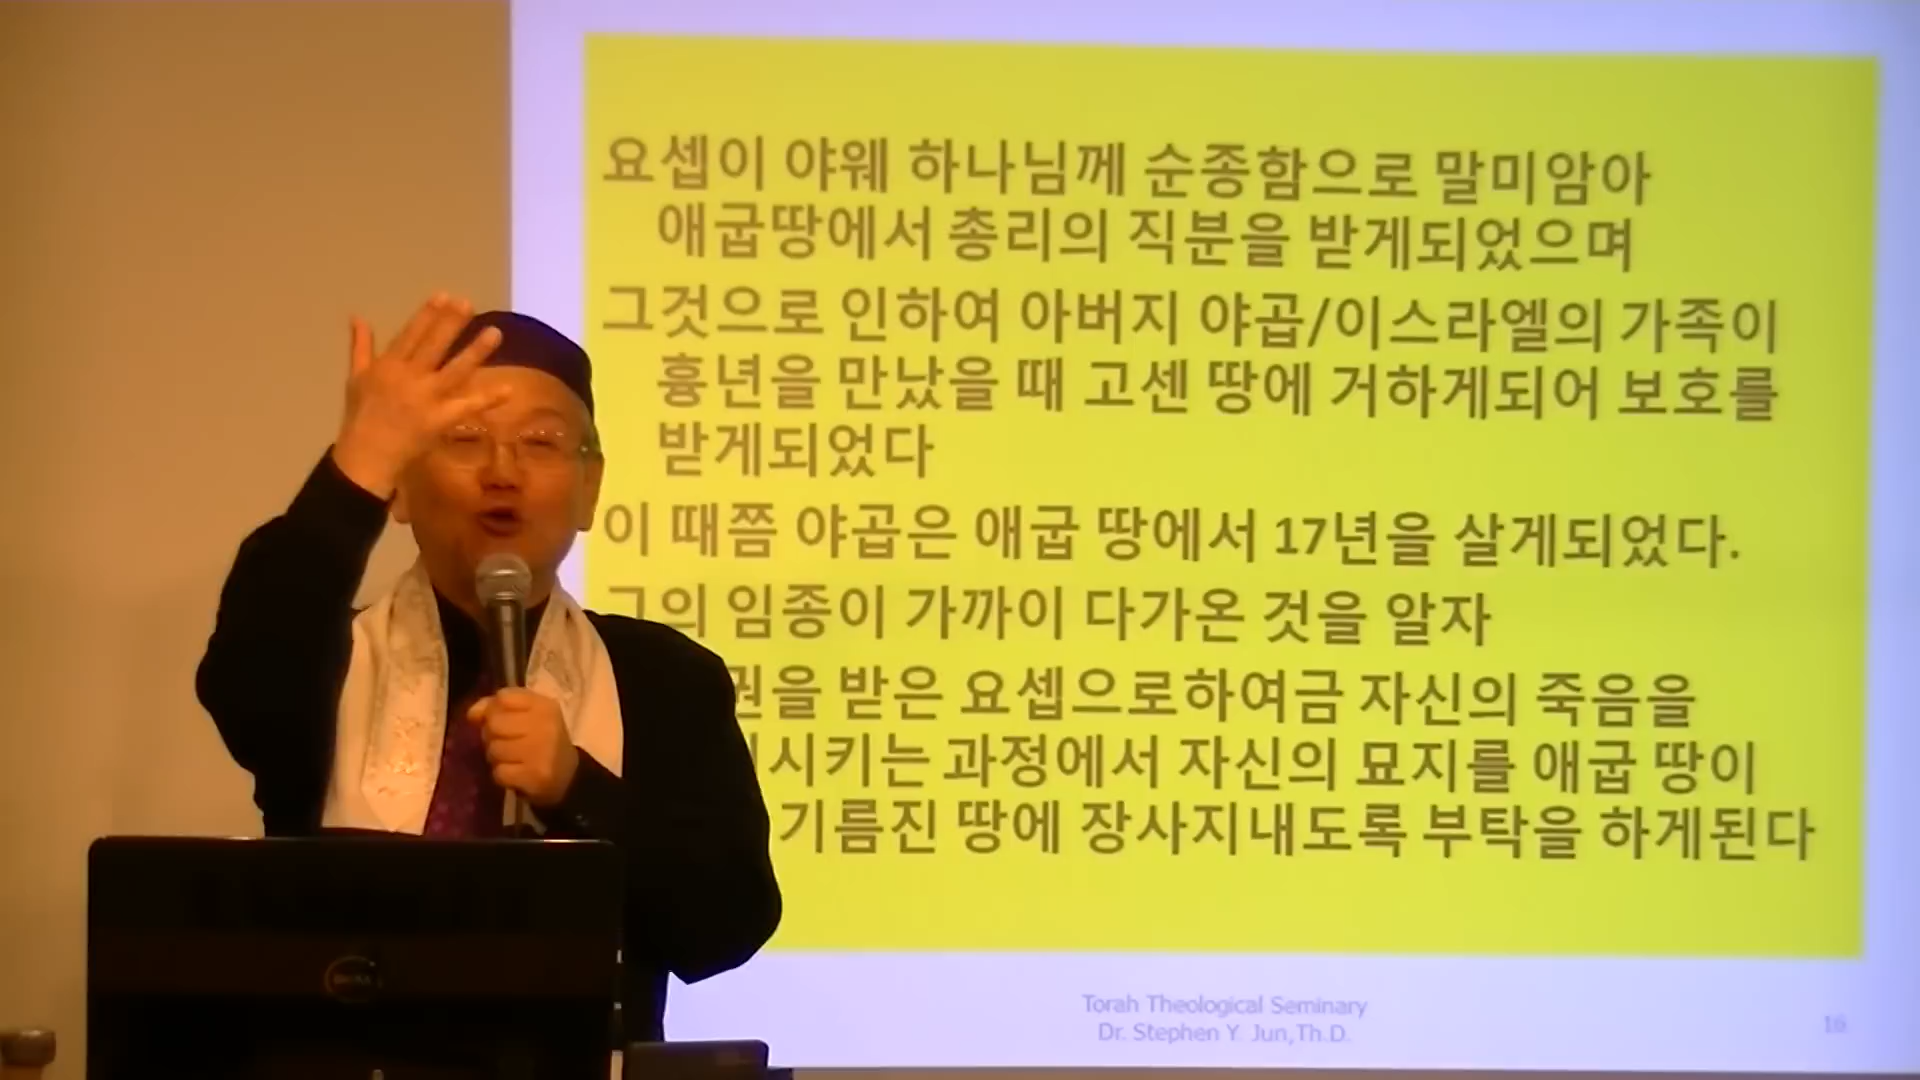 요셉이 야웨 하나님께 순종함으로 말미암아
애굽땅에서 총리의 직분을 받게되었으며
그것으로 인하여 아버지 야곱/이스라엘의 가족이
흉년을 만났을 때 고센 땅에 거하게되어 보호를
받게되었다
이 때쯤 야곱은 애굽 땅에서 17년을 살게되었다.
그의 임종이 가까이 다가온 것을 알자
받은 요셉으로하여금 자신의 죽음을
과정에서 자신의 묘지를 애굽 땅이
기름진 땅에 장사지내도록 부탁을 하게된다
Torah Theological Seminary
Dr. Stephen Y. Jun,Th.D.
16